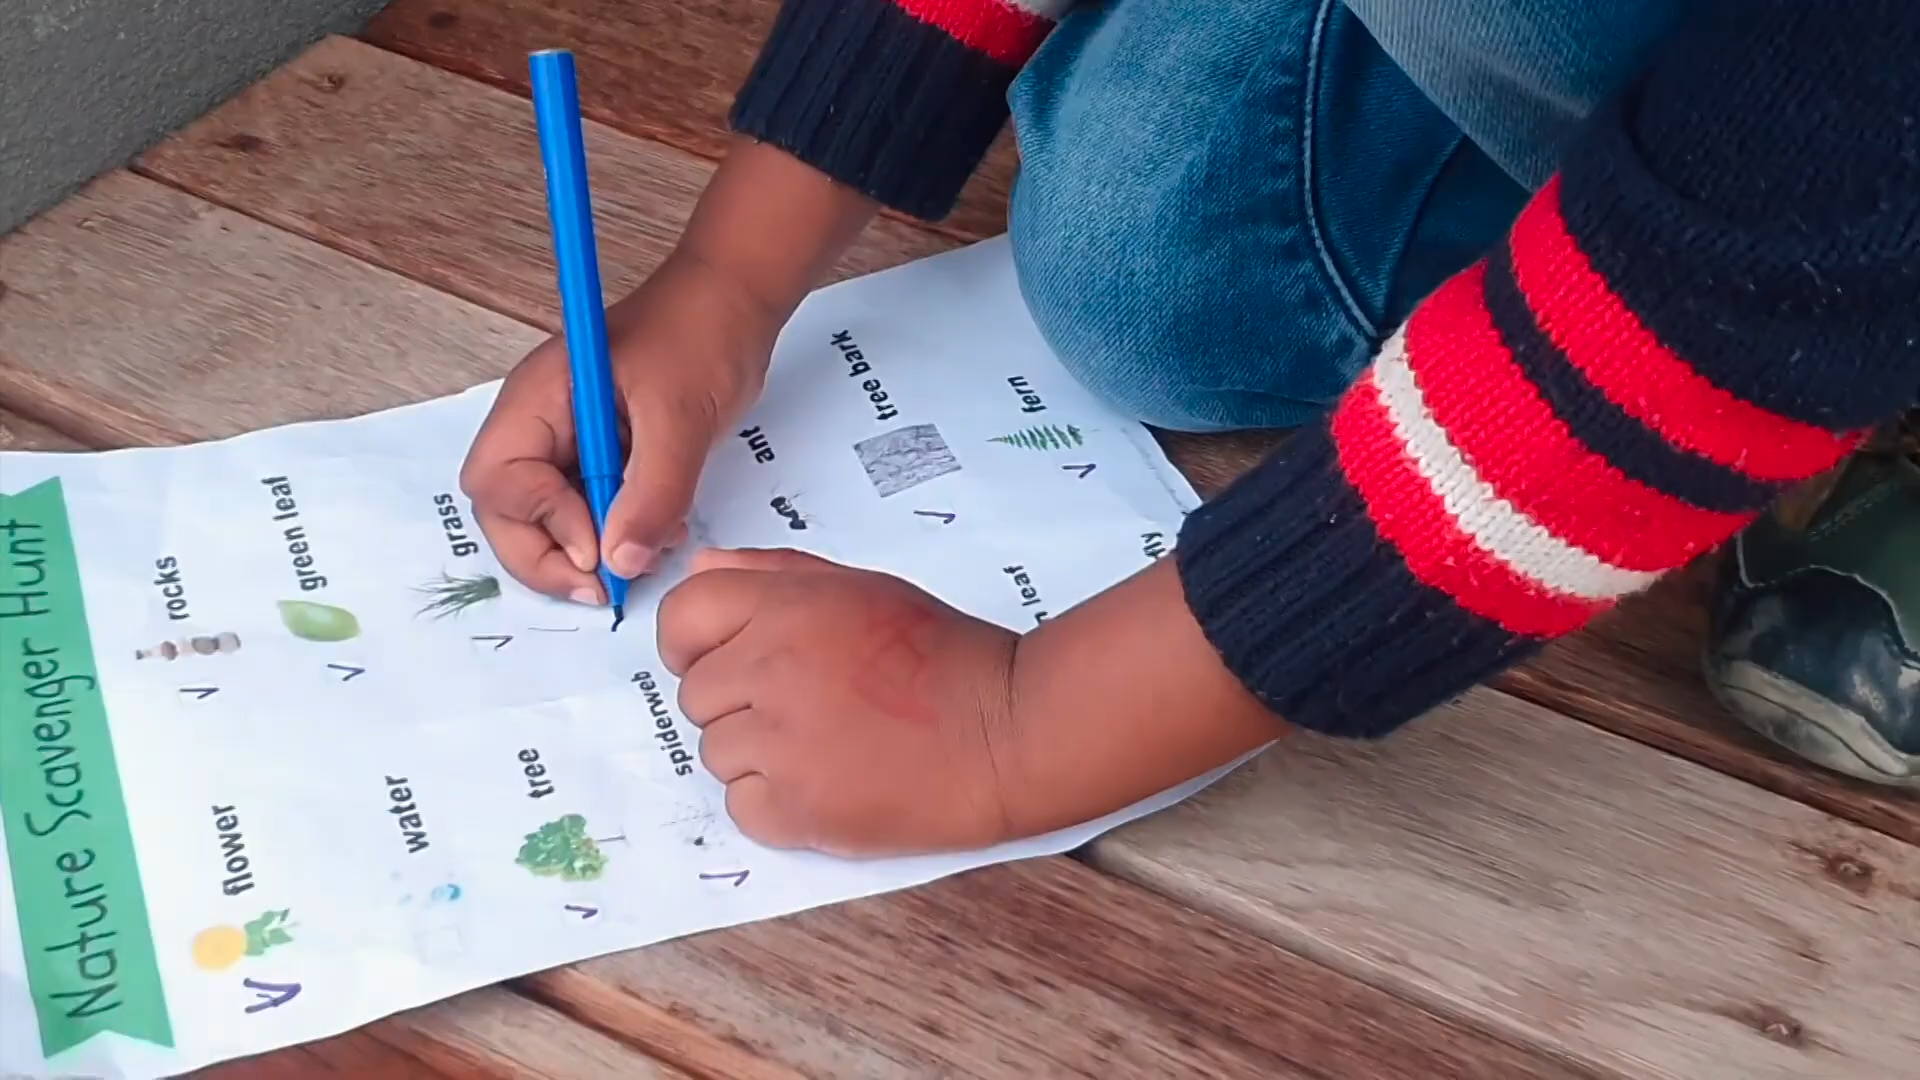 Nature Scavenger Hunt
flower
rocks
water
green leaf
tree
grass
spiderweb
ant
tree bark
leaf
fern